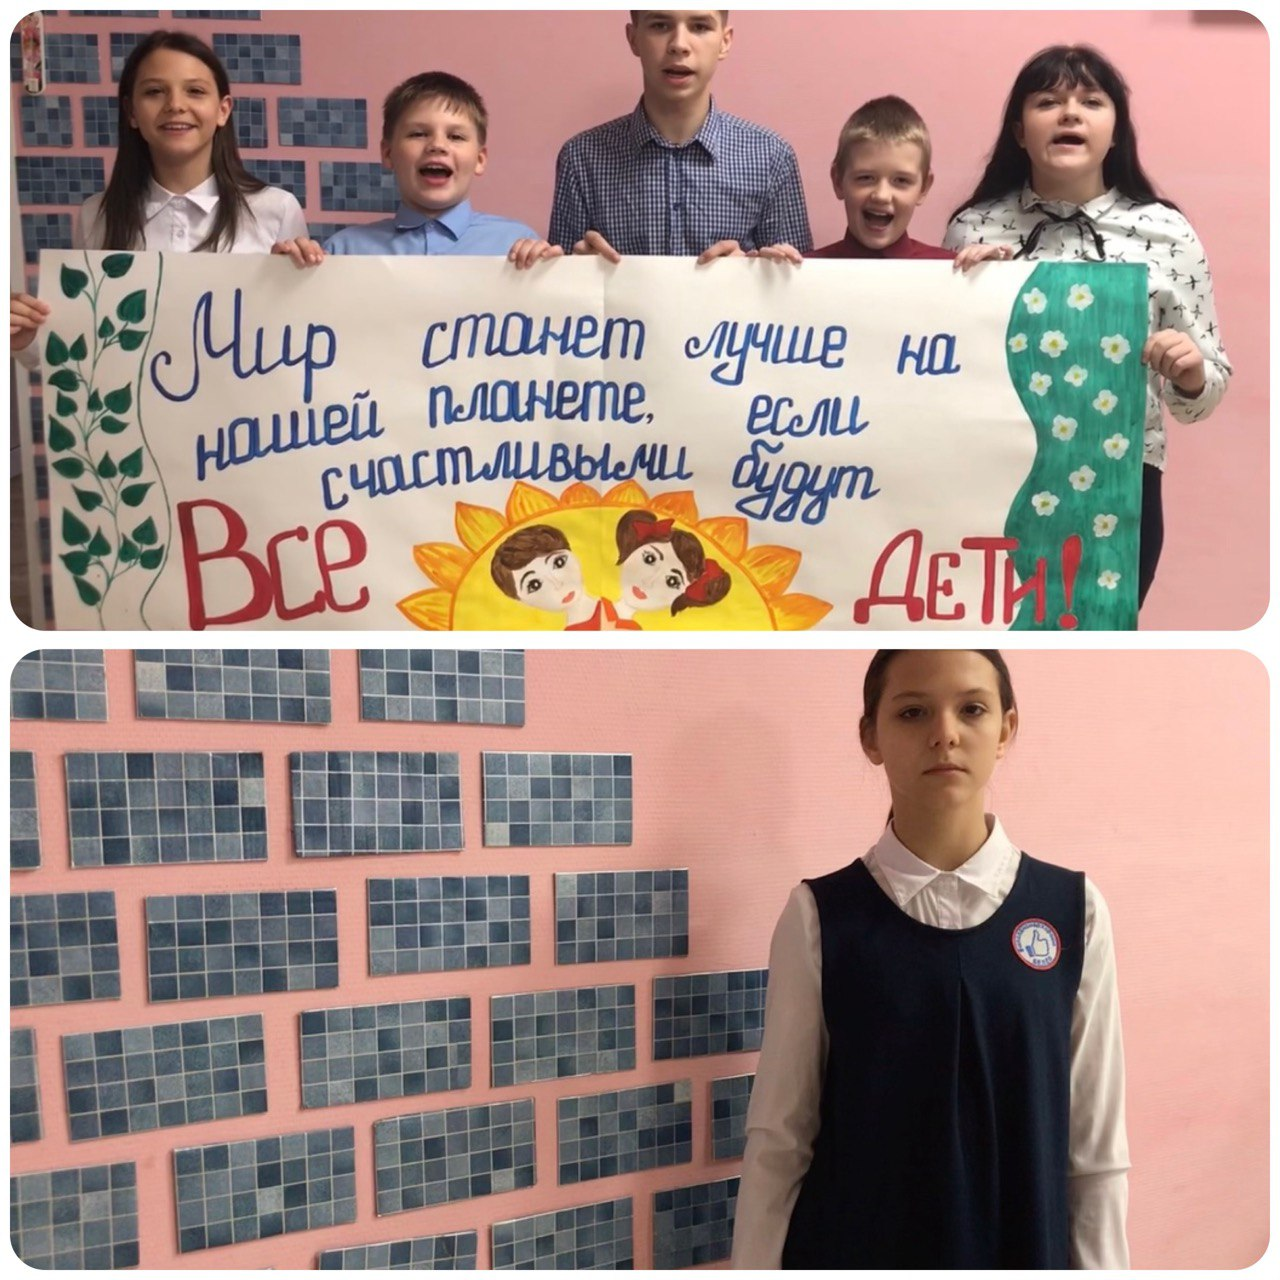 Мир станет лучше на
нашей планете, если
счастливыми будут
Все Дети!